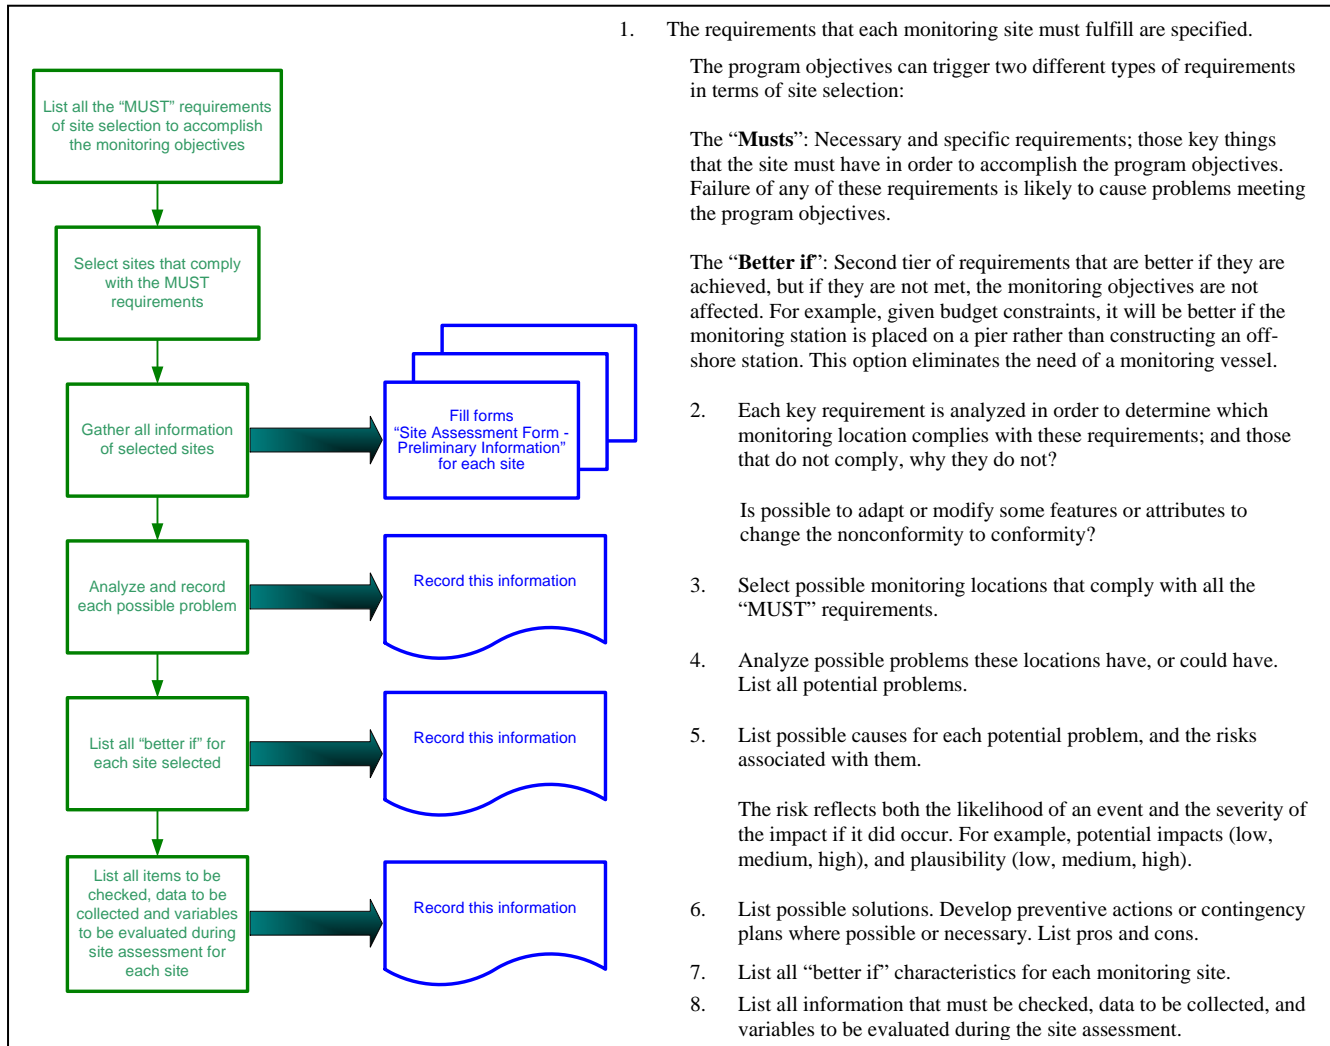 List all the “MUST” requirements
of site selection to accomplish
the monitoring objectives
Select sites that comply
with the MUST
requirements
Gather all information
of selected sites
Fill forms
“Site Assessment Form -
Preliminary Information”
for each site
Analyze and record
each possible problem
Record this information
List all “better if” for
each site selected
Record this information
List all items to be
checked, data to be
collected and variables
to be evaluated during
site assessment for
each site
Record this information
1. The requirements that each monitoring site must fulfill are specified.
The program objectives can trigger two different types of requirements
in terms of site selection:
The “Musts”: Necessary and specific requirements; those key things
that the site must have in order to accomplish the program objectives.
Failure of any of these requirements is likely to cause problems meeting
the program objectives.
The “Better if”: Second tier of requirements that are better if they are
achieved, but if they are not met, the monitoring objectives are not
affected. For example, given budget constraints, it will be better if the
monitoring station is placed on a pier rather than constructing an off-
shore station. This option eliminates the need of a monitoring vessel.
2. Each key requirement is analyzed in order to determine which
monitoring location complies with these requirements; and those
that do not comply, why they do not?
Is possible to adapt or modify some features or attributes to
change the nonconformity to conformity?
3. Select possible monitoring locations that comply with all the
“MUST” requirements.
4. Analyze possible problems these locations have, or could have.
List all potential problems.
5. List possible causes for each potential problem, and the risks
associated with them.
The risk reflects both the likelihood of an event and the severity of
the impact if it did occur. For example, potential impacts (low,
medium, high), and plausibility (low, medium, high).
6. List possible solutions. Develop preventive actions or contingency
plans where possible or necessary. List pros and cons.
7. List all “better if” characteristics for each monitoring site.
8. List all information that must be checked, data to be collected, and
variables to be evaluated during the site assessment.